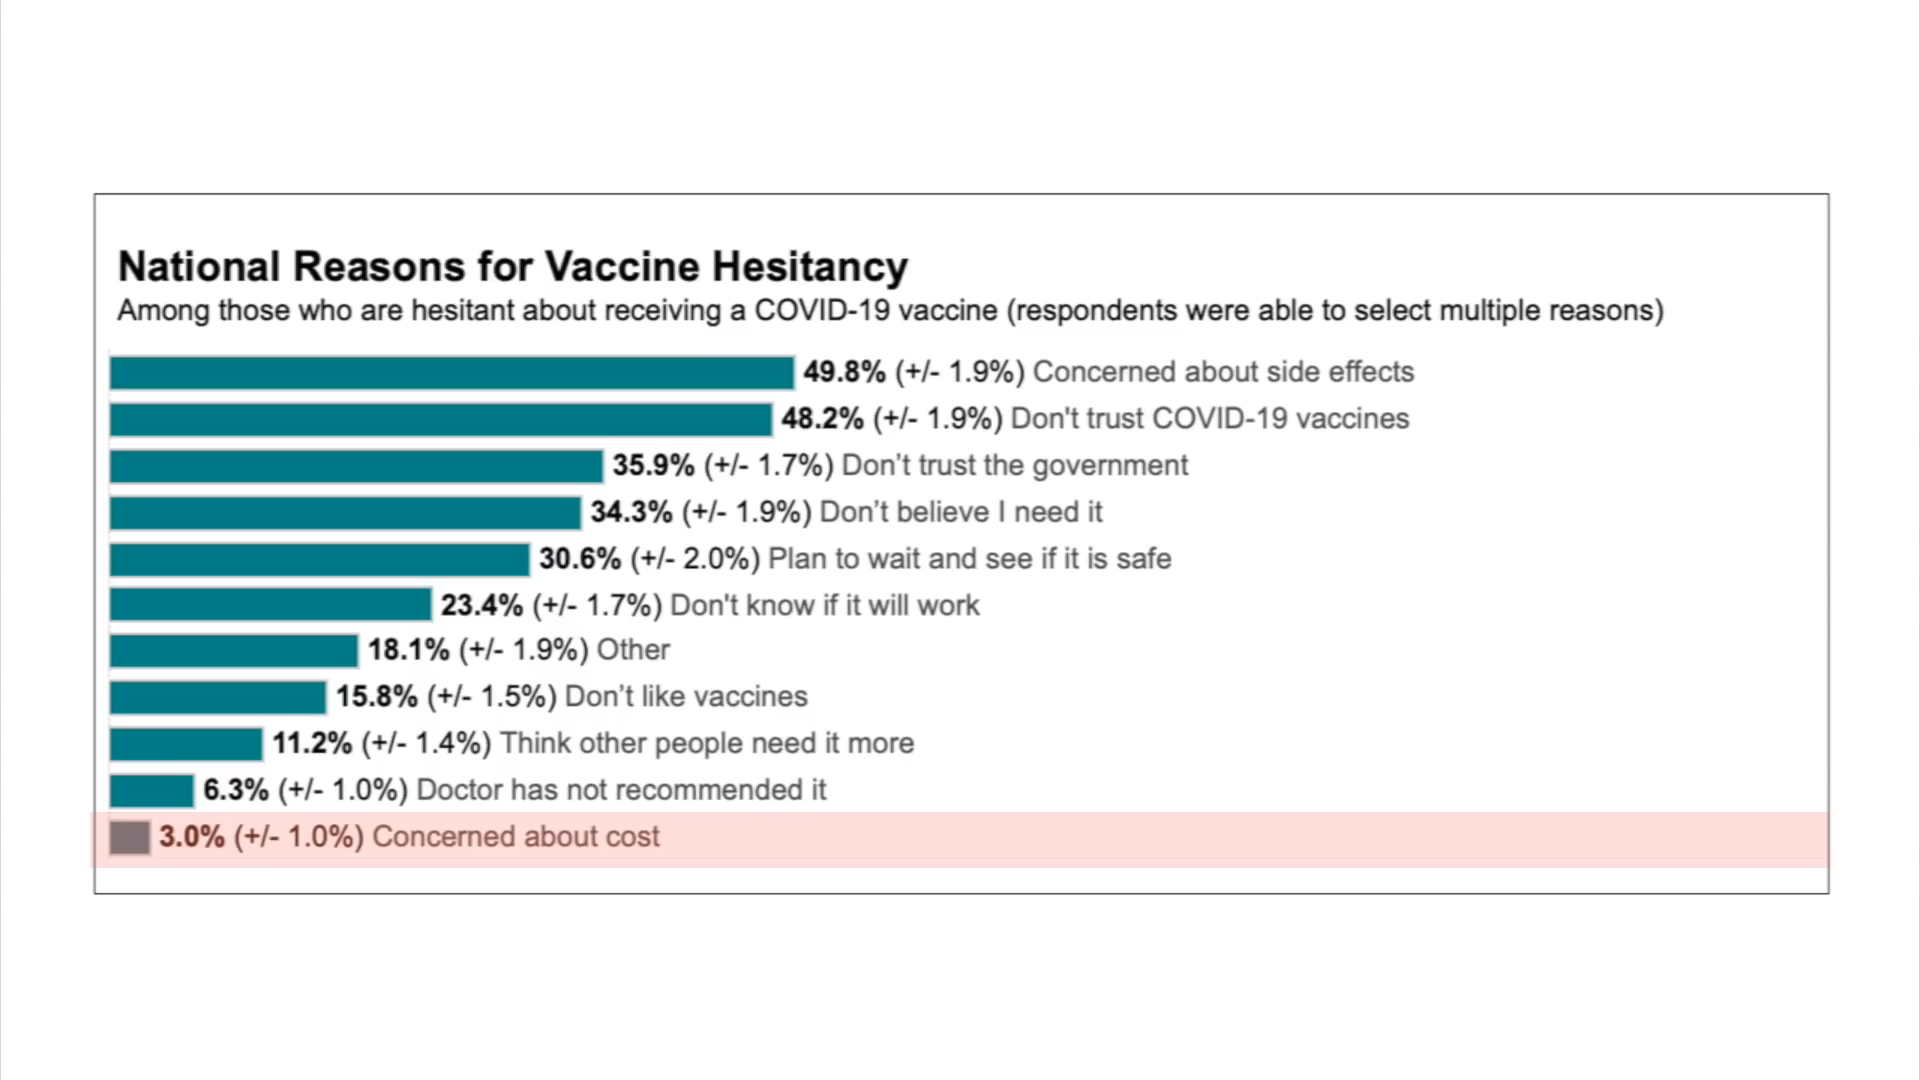 National Reasons for Vaccine Hesitancy
Among those who are hesitant about receiving a COVID-19 vaccine (respondents were able to select multiple reasons)
49.8% (+/- 1.9%) Concerned about side effects
48.2% (+/- 1.9%) Don't trust COVID-19 vaccines
35.9% (+/- 1.7%) Don’t trust the government
34.3% (+/- 1.9%) Don’t believe I need it
30.6% (+/- 2.0%) Plan to wait and see if it is safe
23.4% (+/- 1.7%) Don't know if it will work
18.1% (+/- 1.9%) Other
15.8% (+/- 1.5%) Don’t like vaccines
11.2% (+/- 1.4%) Think other people need it more
6.3% (+/- 1.0%) Doctor has not recommended it
3.0% (+/- 1.0%) Concerned about cost